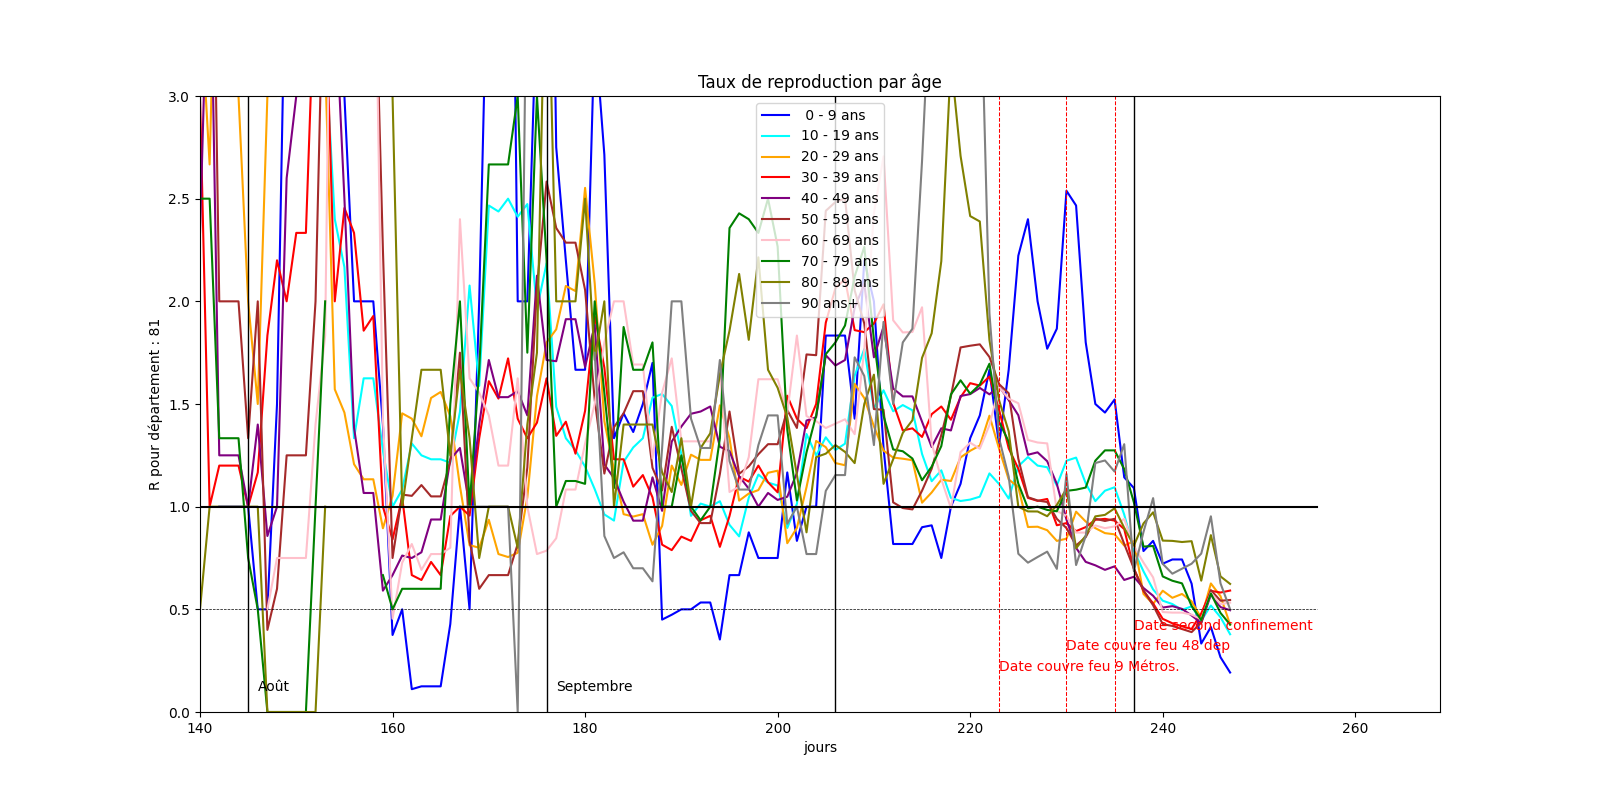 Taux de reproduction par âge
3.0
2.5
2.0
1.5
1.0
0.5
0.0
R pour département : 81
0 - 9 ans
10 - 19 ans
20 - 29 ans
30 - 39 ans
40 - 49 ans
50 - 59 ans
60 - 69 ans
70 - 79 ans
80 - 89 ans
90 ans+
Date second confinement
Date couvre feu 48 dep
Date couvre feu 9 Métros.
Août
Septembre
140
160
180
200
220
240
260
jours